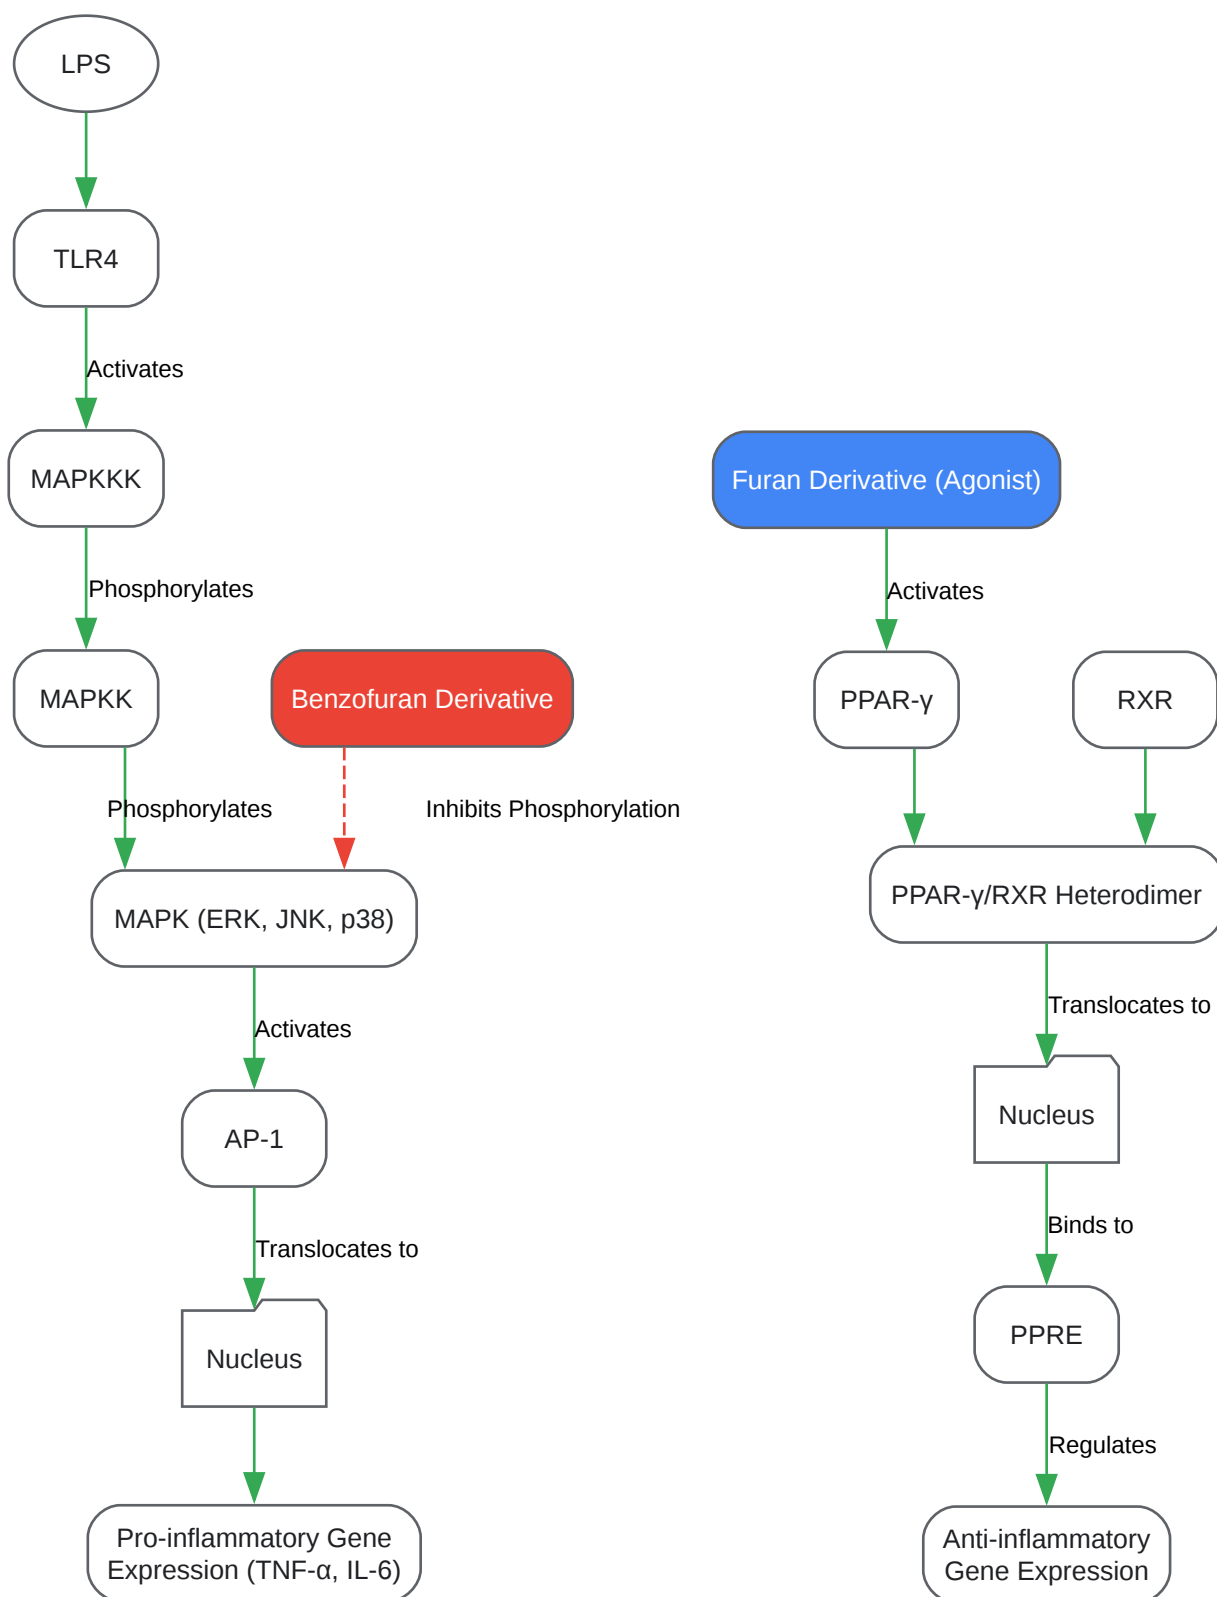 LPS
TLR4
Activates
MAPKKK
Phosphorylates
MAPKK
Benzofuran Derivative
Phosphorylates
Inhibits Phosphorylation
MAPK (ERK, JNK, p38)
Activates
AP-1
Translocates to
Nucleus
Pro-inflammatory Gene
Expression (TNF-α, IL-6)
Furan Derivative (Agonist)
Activates
PPAR-γ
RXR
PPAR-γ/RXR Heterodimer
Translocates to
Nucleus
Binds to
PPRE
Regulates
Anti-inflammatory
Gene Expression